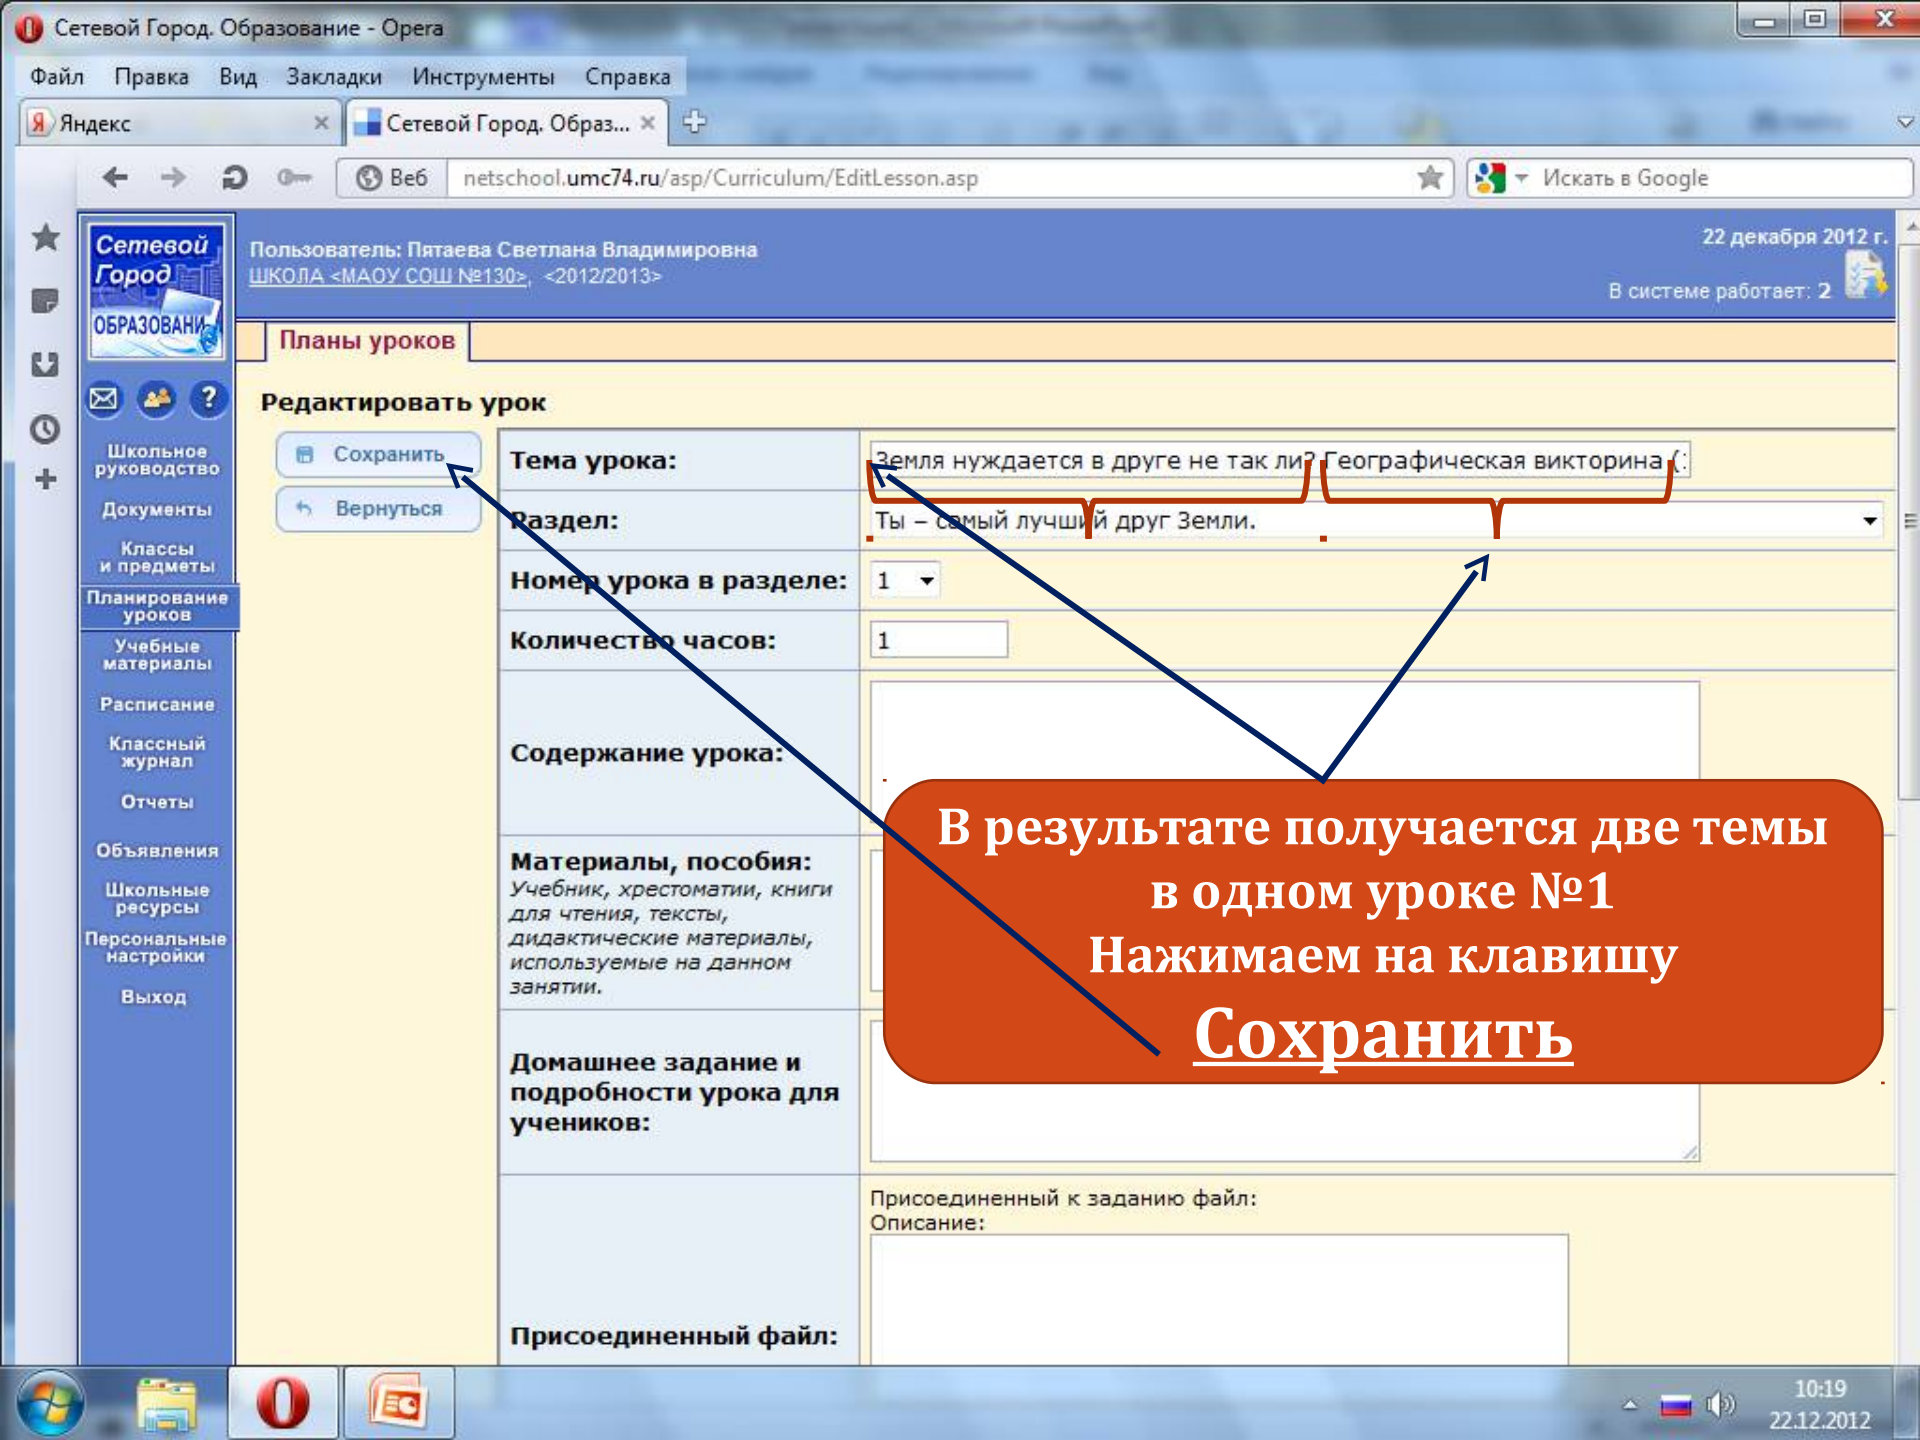 Сетевой Город. Образование - Opera
Файл Правка Вид Закладки Инструменты Справка
Яндекс
Сетевой Город. Образ...
Веб
netschool.umc74.ru/asp/Curriculum/EditLesson.asp
Искать в Google
Сетевой
Город
ОБРАЗОВАНИ
Пользователь: Пятаева Светлана Владимировна
ШКОЛА <МАОУ СОШ №130>, <2012/2013>
22 декабря 2012 г.
В системе работает: 2
Планы уроков
Школьное
руководство
Документы
Классы
и предметы
Планирование
уроков
Учебные
материалы
Расписание
Классный
журнал
Отчеты
Объявления
Школьные
ресурсы
Персональные
настройки
Выход
Редактировать урок
Сохранить
Вернуться
Тема урока:
Земля нуждается в друге не так ли? Географическая викторина (
Раздел:
Ты – самый лучший друг Земли.
Номер урока в разделе:
1
Количество часов:
1
Содержание урока:
Материалы, пособия:
Учебник, хрестоматии, книги
для чтения, тексты,
дидактические материалы,
используемые на данном
занятии.
Домашнее задание и
подробности урока для
учеников:
Присоединенный файл:
Присоединенный к заданию файл:
Описание:
В результате получается две темы
в одном уроке №1
Нажимаем на клавишу
Сохранить
10:19
22.12.2012